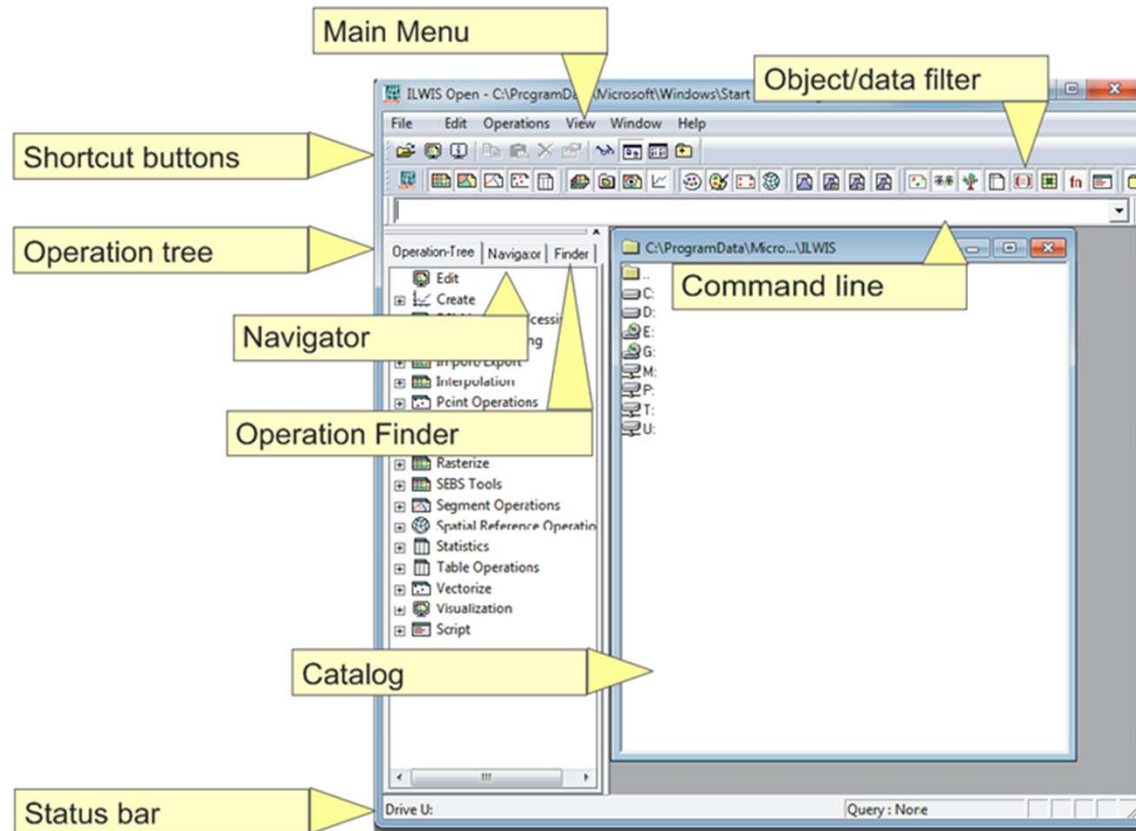 Main Menu
Object/data filter
ILWIS Open - C:\ProgramData\Microsoft\Windows\Start
File Edit Operations View Window Help
Shortcut buttons
Operation tree
Operation-Tree Navigator Finder
C:\ProgramData\Micro...\ILWIS
Command line
Edit
Create
Navigator
Import/Export
Interpolation
Point Operations
Operation Finder
Rasterize
SEBS Tools
Segment Operations
Spatial Reference Operatio
Statistics
Table Operations
Vectorize
Visualization
Script
..
C:
D:
E:
G:
M:
P:
T:
U:
Catalog
Status bar
Drive U:
Query : None
fn